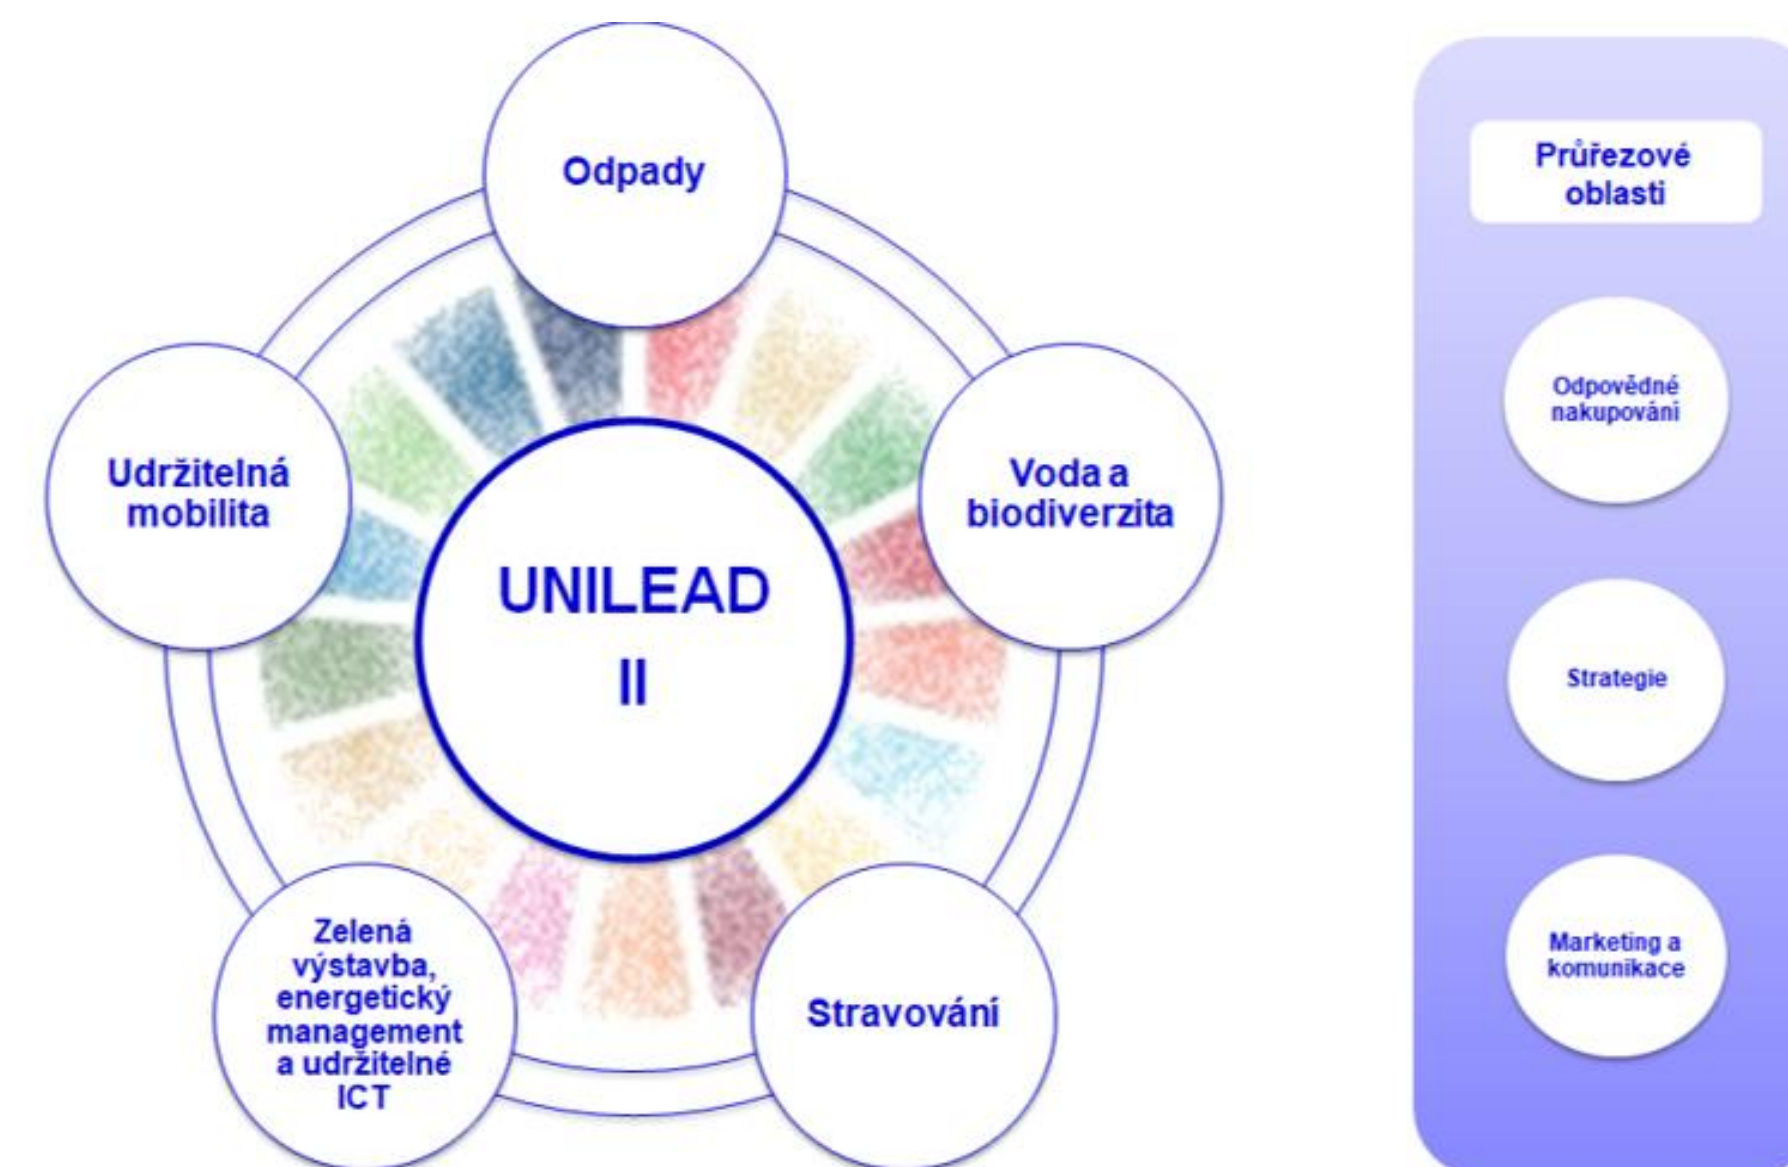 Odpady
Udržitelná
mobilita
Voda a
biodiverzita
UNILEAD
II
Zelená
výstavba,
energetický
management
a udržitelné
ICT
Stravování
Průřezové
oblasti
Odpovědné
nakupování
Strategie
Marketing a
komunikace